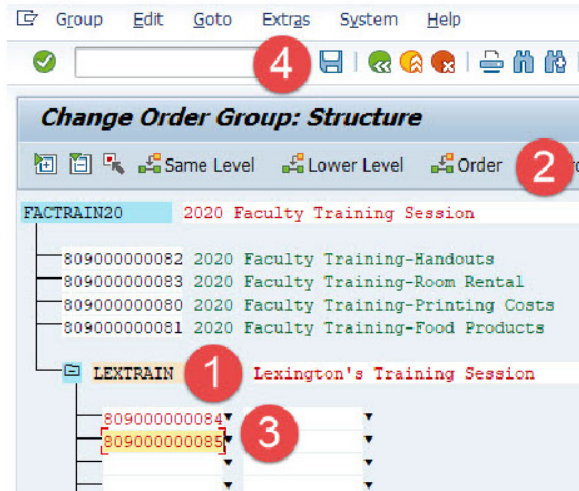 Group Edit Goto Extras System Help
4
Change Order Group: Structure
Same Level Lower Level Order 2
FACTRAIN20 2020 Faculty Training Session
809000000082 2020 Faculty Training-Handouts
809000000083 2020 Faculty Training-Room Rental
809000000080 2020 Faculty Training-Printing Costs
809000000081 2020 Faculty Training-Food Products
LEXTRAIN 1 Lexington's Training Session
809000000084
809000000085 3